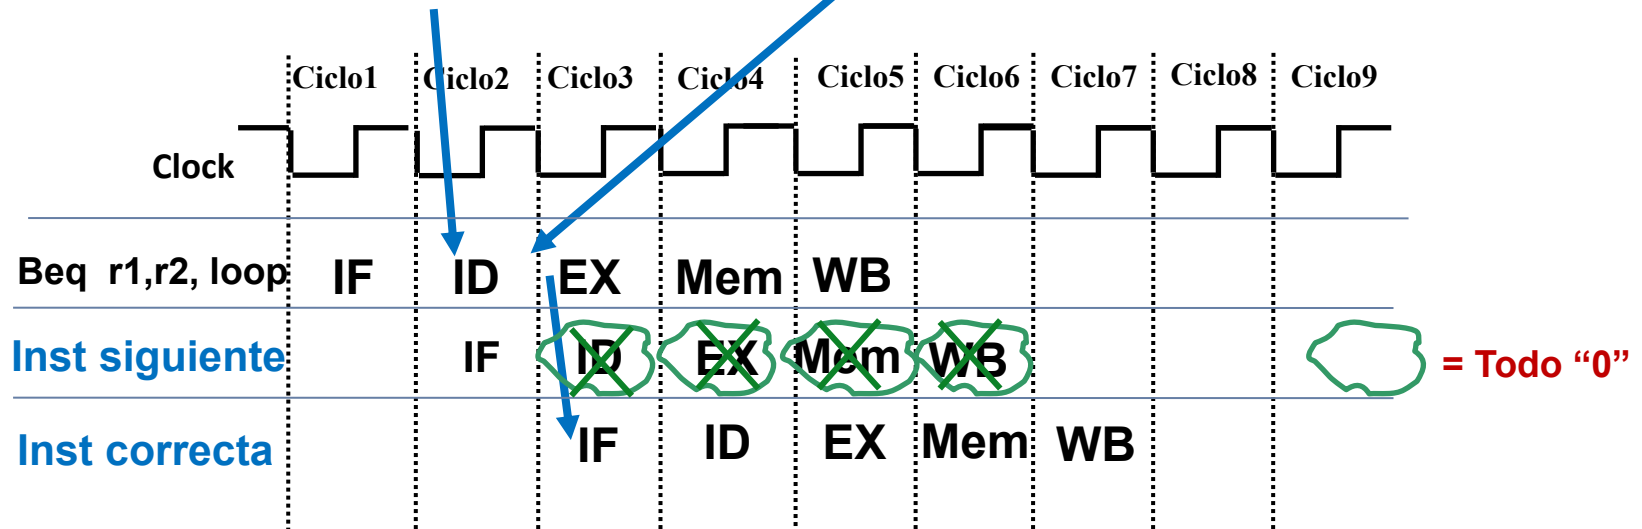 Ciclo1 Ciclo2 Ciclo3 Ciclo4 Ciclo5 Ciclo6 Ciclo7 Ciclo8 Ciclo9
Clock
Beq r1,r2, loop IF ID EX Mem WB
Inst siguiente IF ID EX Mem WB = Todo “0”
Inst correcta IF ID EX Mem WB